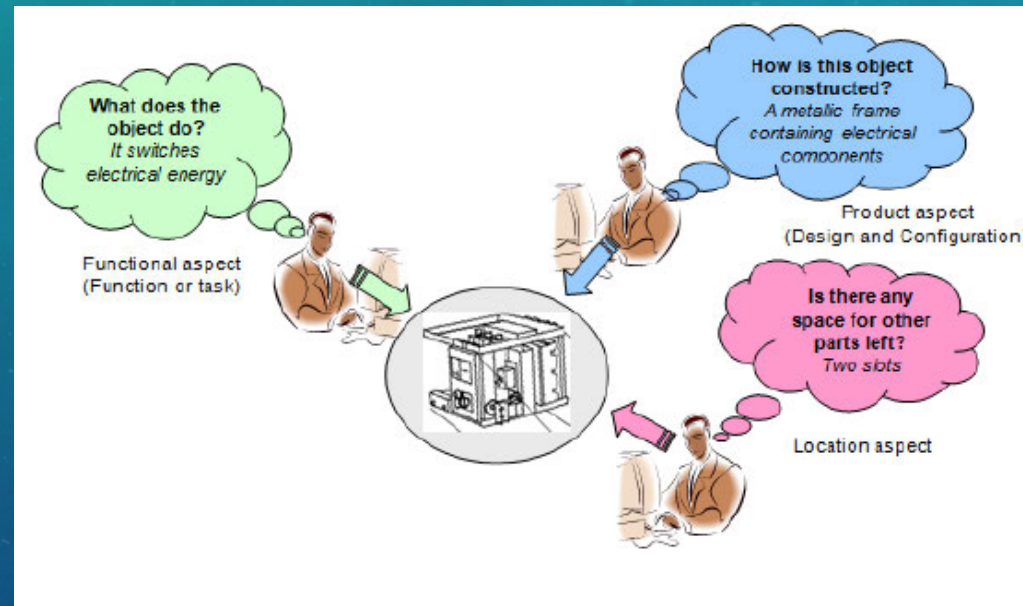 What does the
object do?
It switches
electrical energy
Functional aspect
(Function or task)
How is this object
constructed?
A metallic frame
containing electrical
components
Product aspect
(Design and Configuration)
Is there any
space for other
parts left?
Two slots
Location aspect